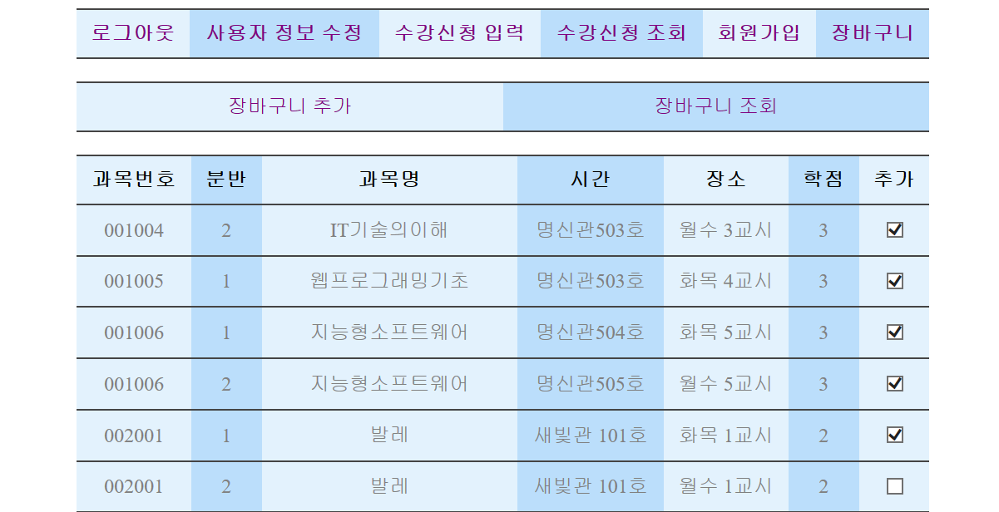 로그아웃 사용자 정보 수정 수강신청 입력 수강신청 조회 회원가입 장바구니
장바구니 추가 장바구니 조회
과목번호 분반 과목명 시간 장소 학점 추가
001004 2 IT기술의이해 명신관503호 월수 3교시 3
001005 1 웹프로그래밍기초 명신관503호 화목 4교시 3
001006 1 지능형소프트웨어 명신관504호 화목 5교시 3
001006 2 지능형소프트웨어 명신관505호 월수 5교시 3
002001 1 발레 새빛관 101호 화목 1교시 2
002001 2 발레 새빛관 101호 월수 1교시 2